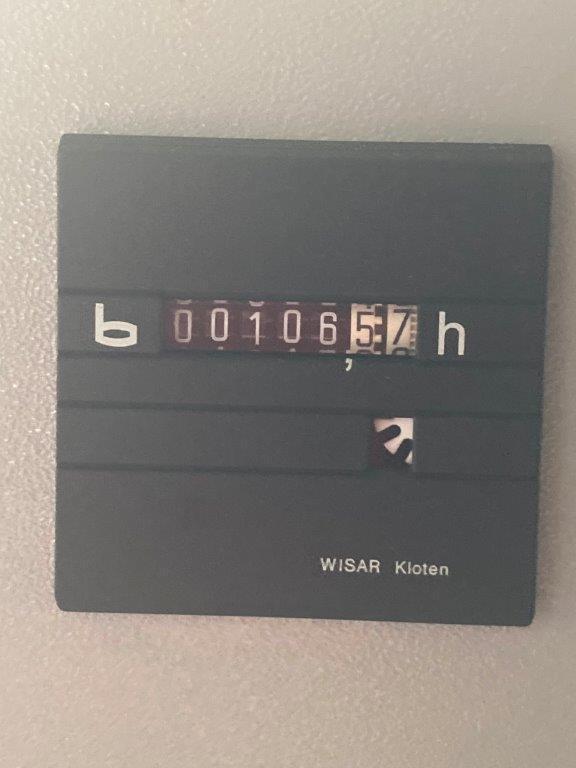 00106,57 h
WISAR Kloten